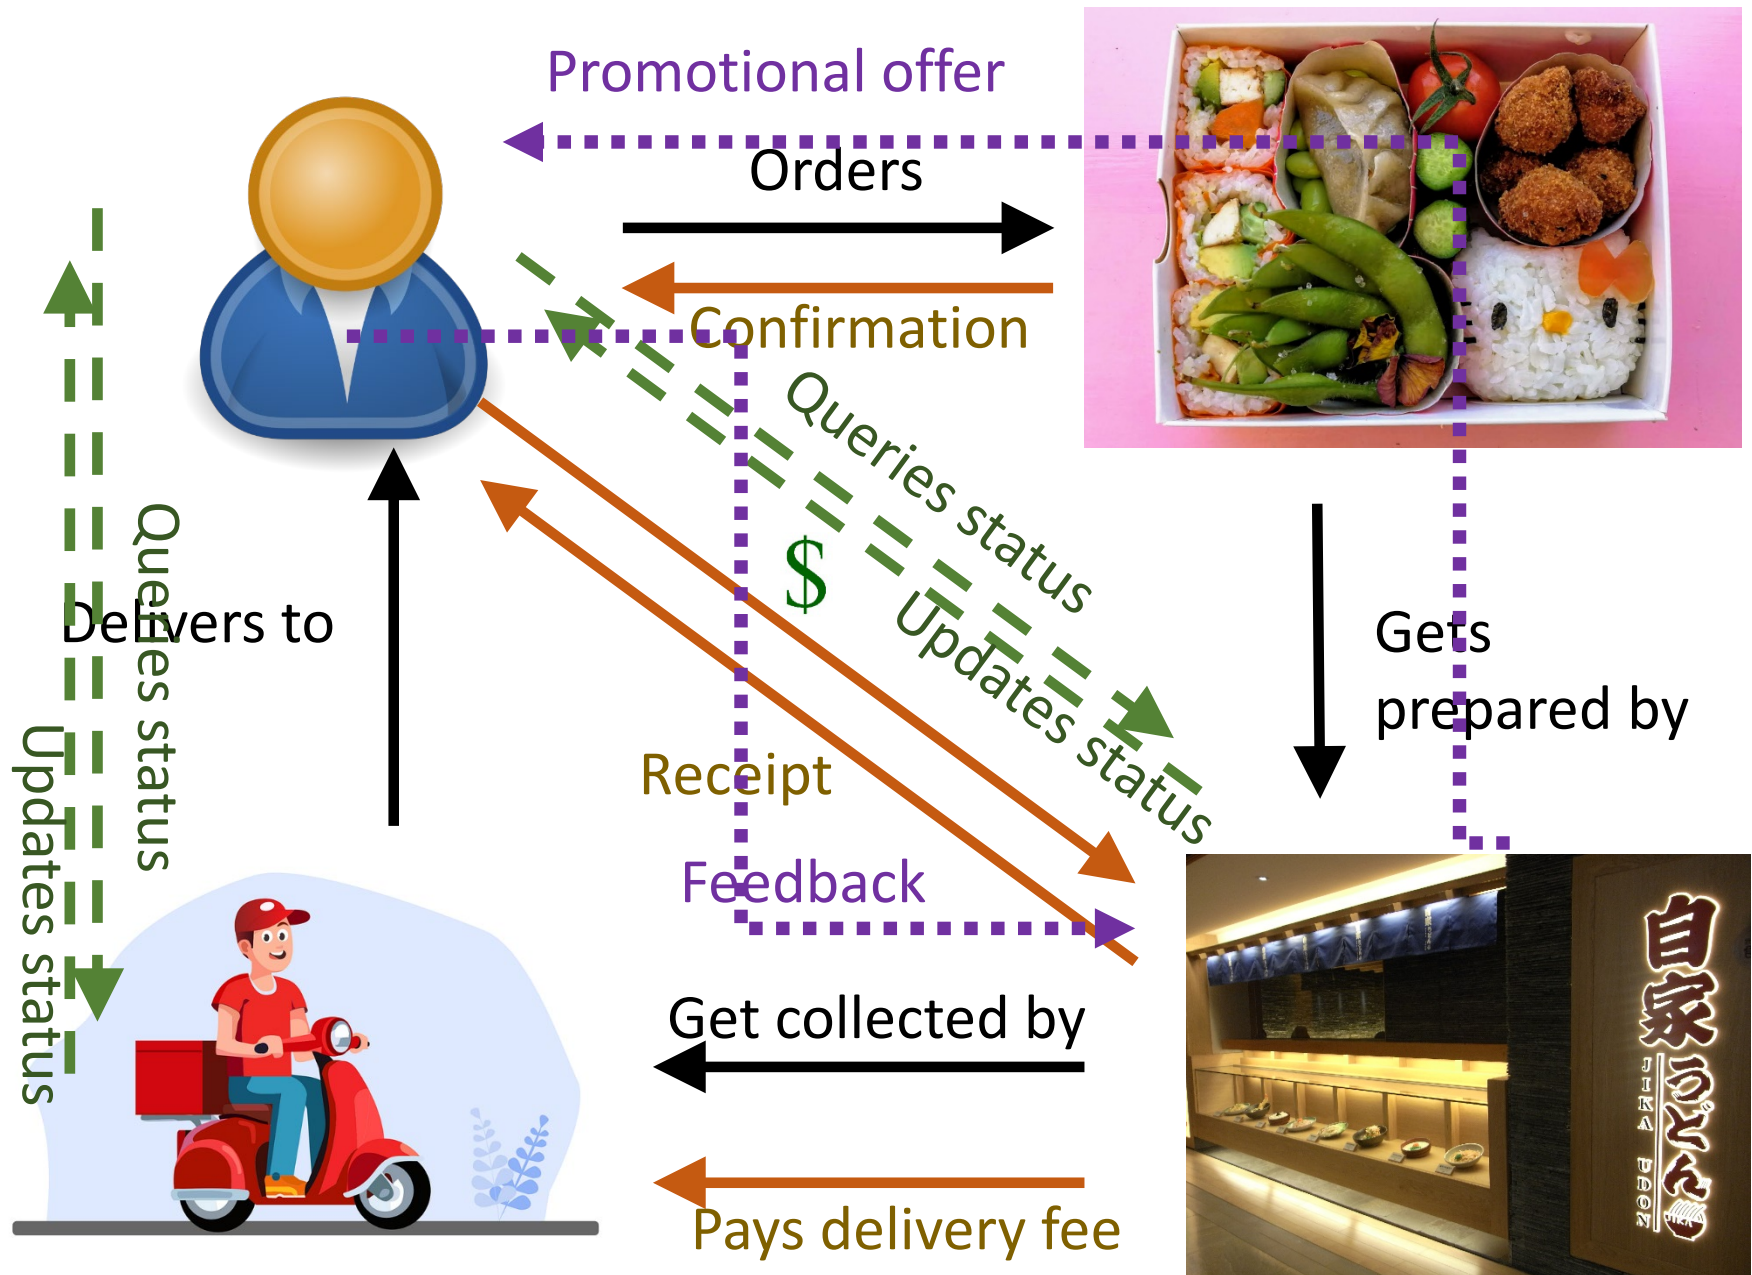 Promotional offer
Orders
Confirmation
Queries status
$
Updates status
Gets
prepared by
Delivers to
Queries status
Updates status
Receipt
Feedback
Get collected by
Pays delivery fee
自家うどん
JIKA UDON